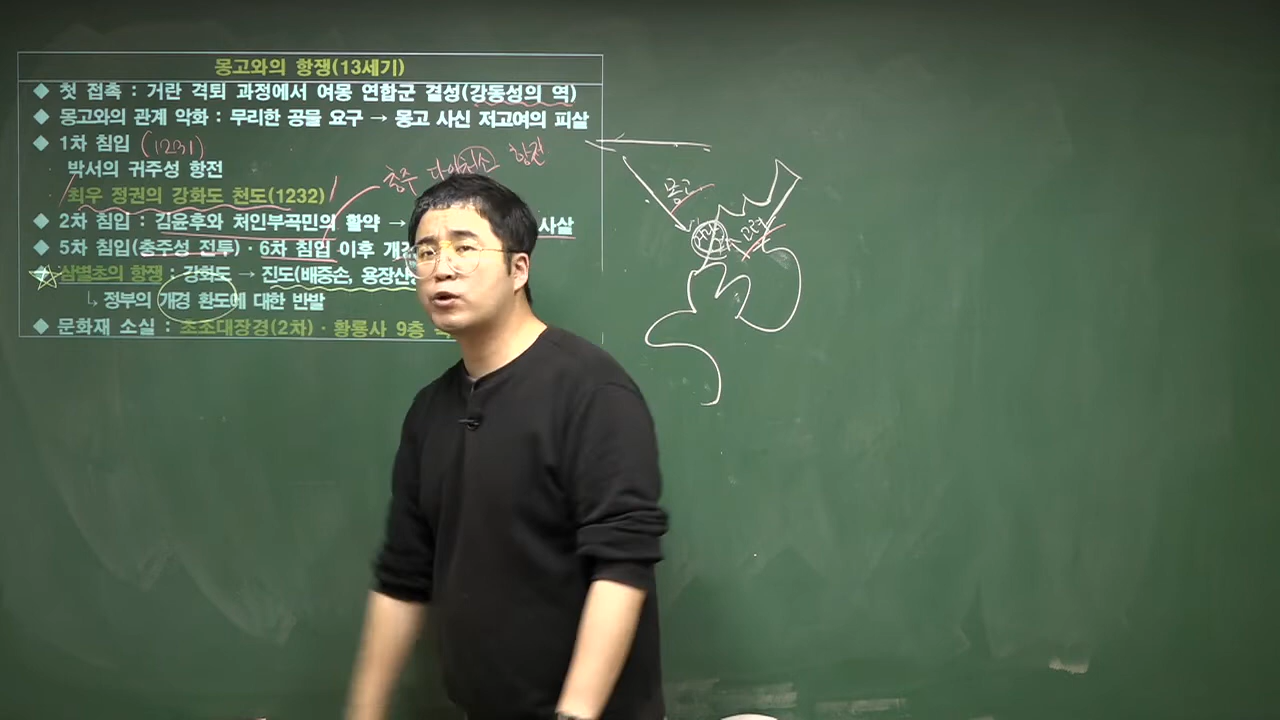 몽고와의 항쟁(13세기)
◆ 첫 접촉 : 거란 격퇴 과정에서 여몽 연합군 결성(강동성의 역)
◆ 몽고와의 관계 악화 : 무리한 공물 요구 → 몽고 사신 저고여의 피살
◆ 1차 침입 (1231)
박서의 귀주성 항전
충주 다인철소 항전
최우 정권의 강화도 천도(1232)
◆ 2차 침입 : 김윤후와 처인부곡민의 활약 → 사살
◆ 5차 침입(충주성 전투) · 6차 침입 이후 개경
삼별초의 항쟁 : 강화도 → 진도(배중손, 용장산성
↳ 정부의 개경 환도에 대한 반발
◆ 문화재 소실 : 초조대장경(2차) · 황룡사 9층
몽고
고려